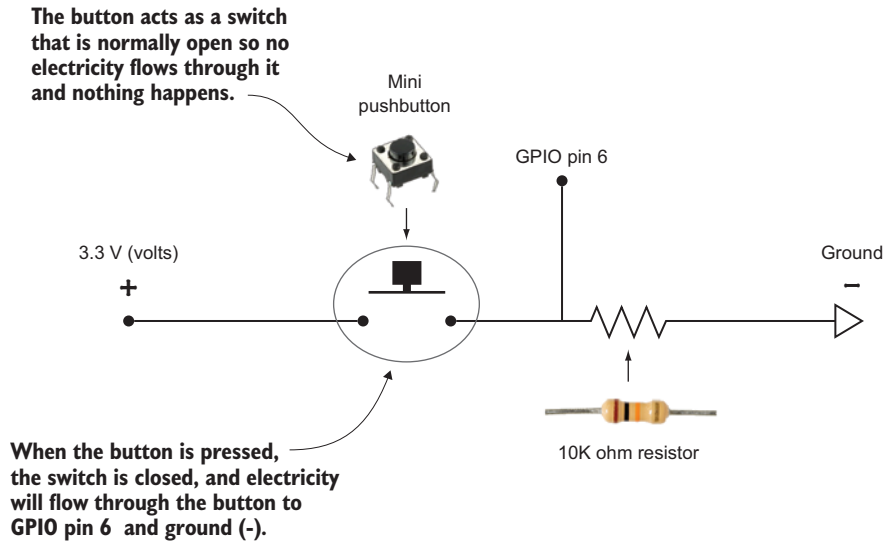 The button acts as a switch
that is normally open so no
electricity flows through it
and nothing happens.
Mini
pushbutton
GPIO pin 6
3.3 V (volts)
+
Ground
-
When the button is pressed,
the switch is closed, and electricity
will flow through the button to
GPIO pin 6 and ground (-).
10K ohm resistor